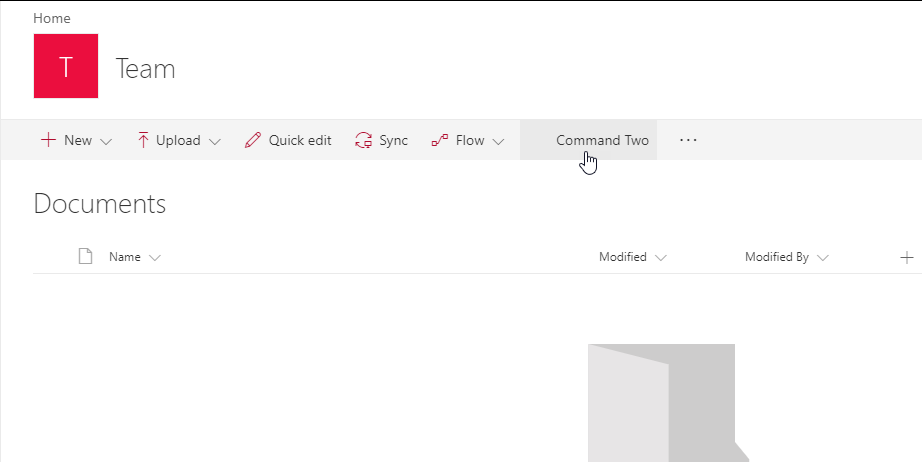 Home
T
Team
New Upload Quick edit Sync Flow Command Two ...
Documents
Name Modified Modified By